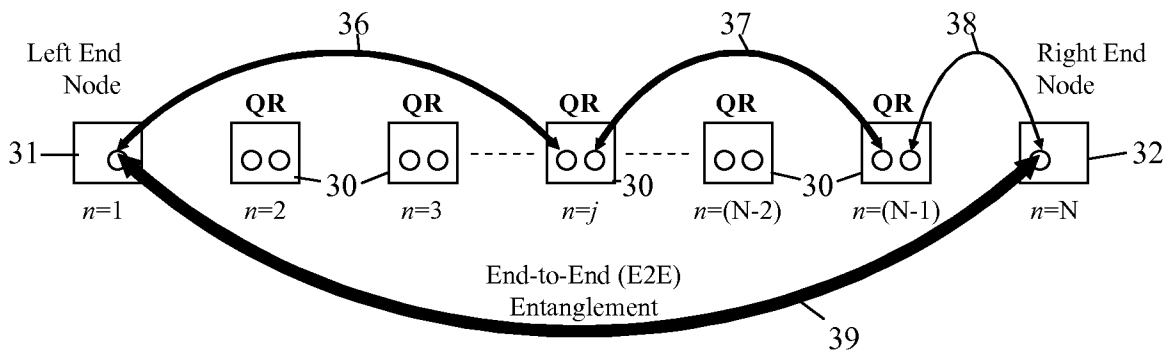 36
37
38
Left End
Node
Right End
Node
QR
QR
QR
QR
QR
31
30
30
30
32
n=1
n=2
n=3
n=j
n=(N-2)
n=(N-1)
n=N
End-to-End (E2E)
Entanglement
39